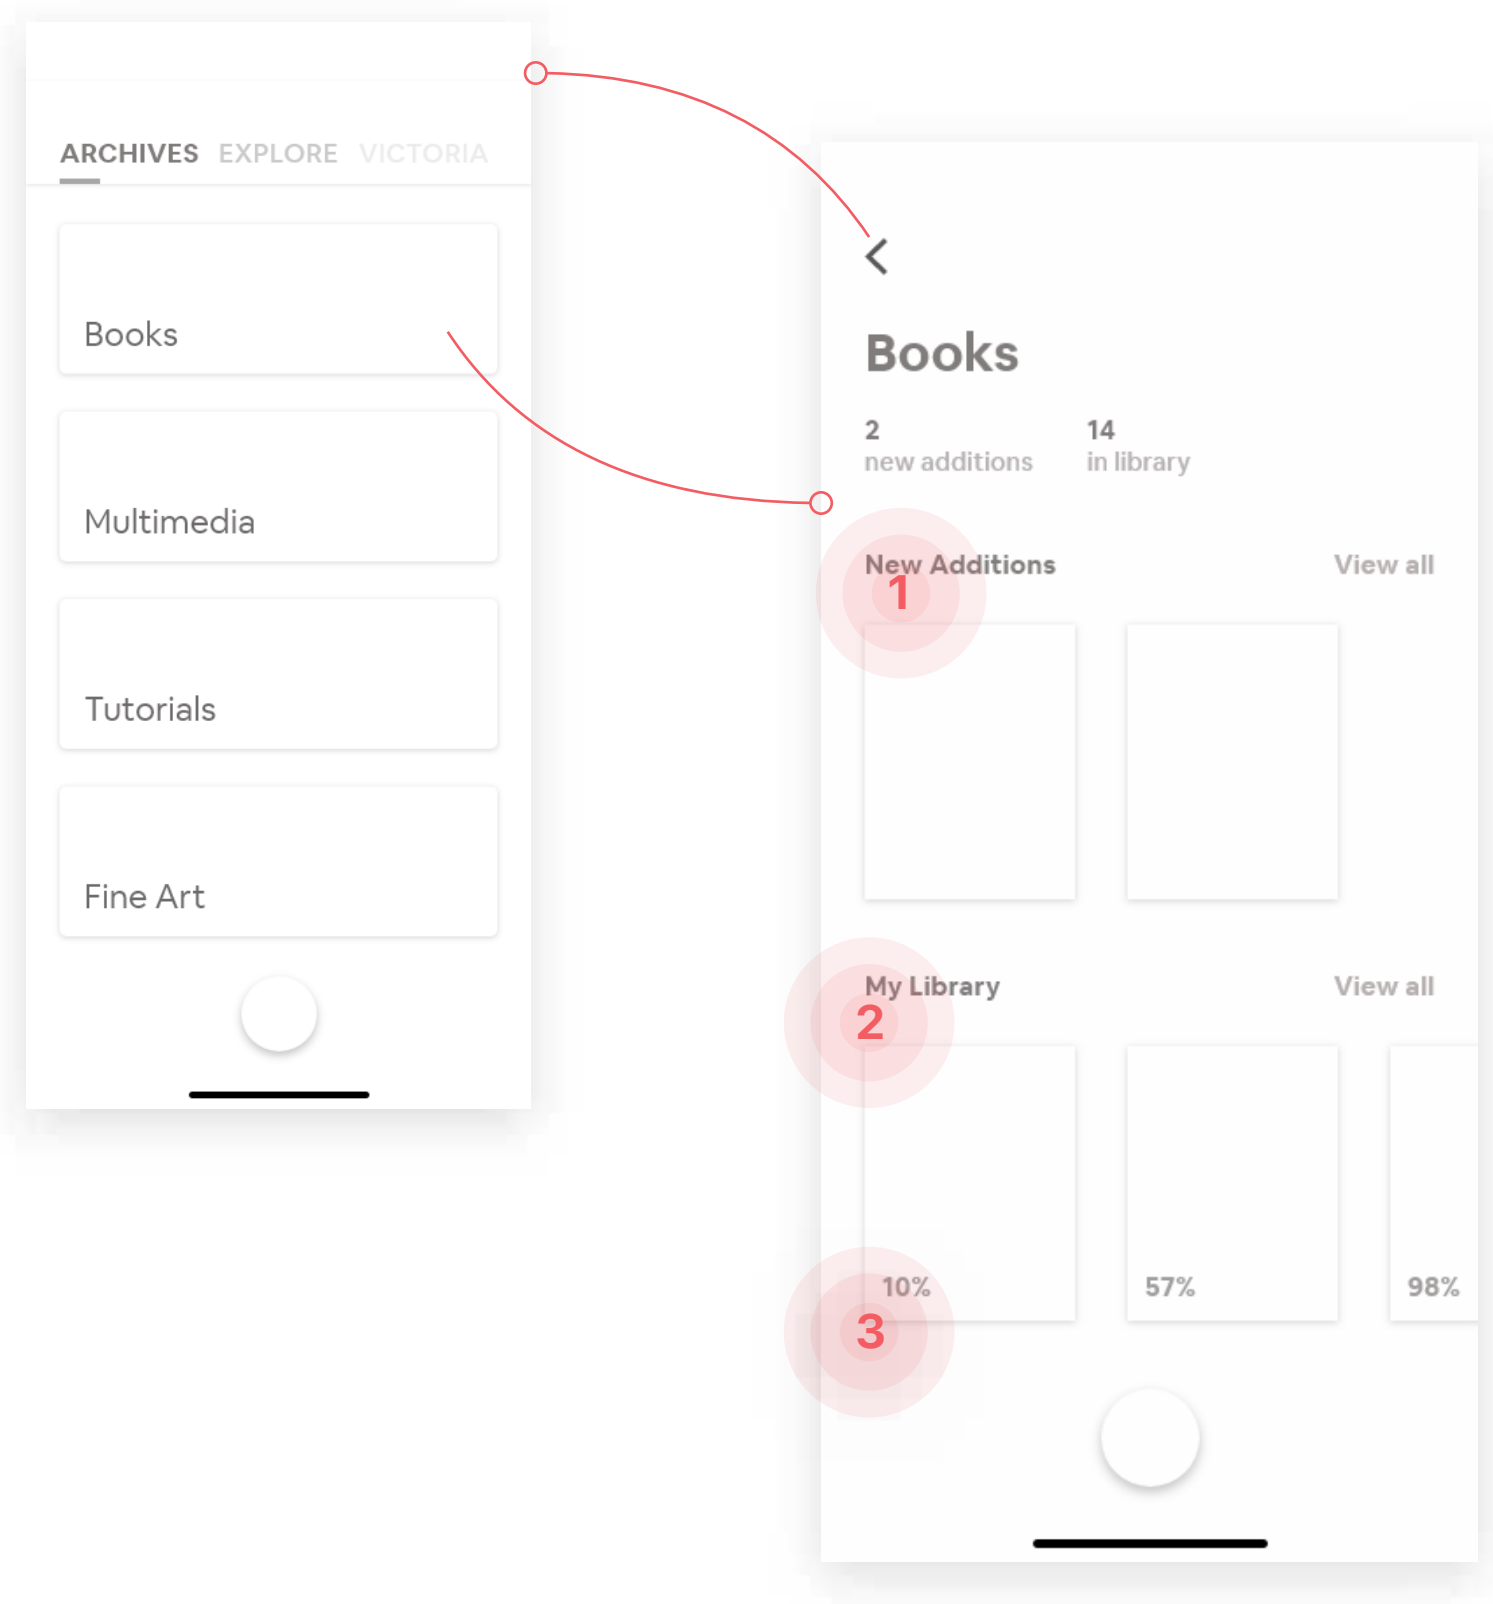 ARCHIVES EXPLORE VICTORIA
Books
Multimedia
Tutorials
Fine Art
Books
2 14
new additions in library
New Additions View all
1
My Library View all
2
10% 57% 98%
3